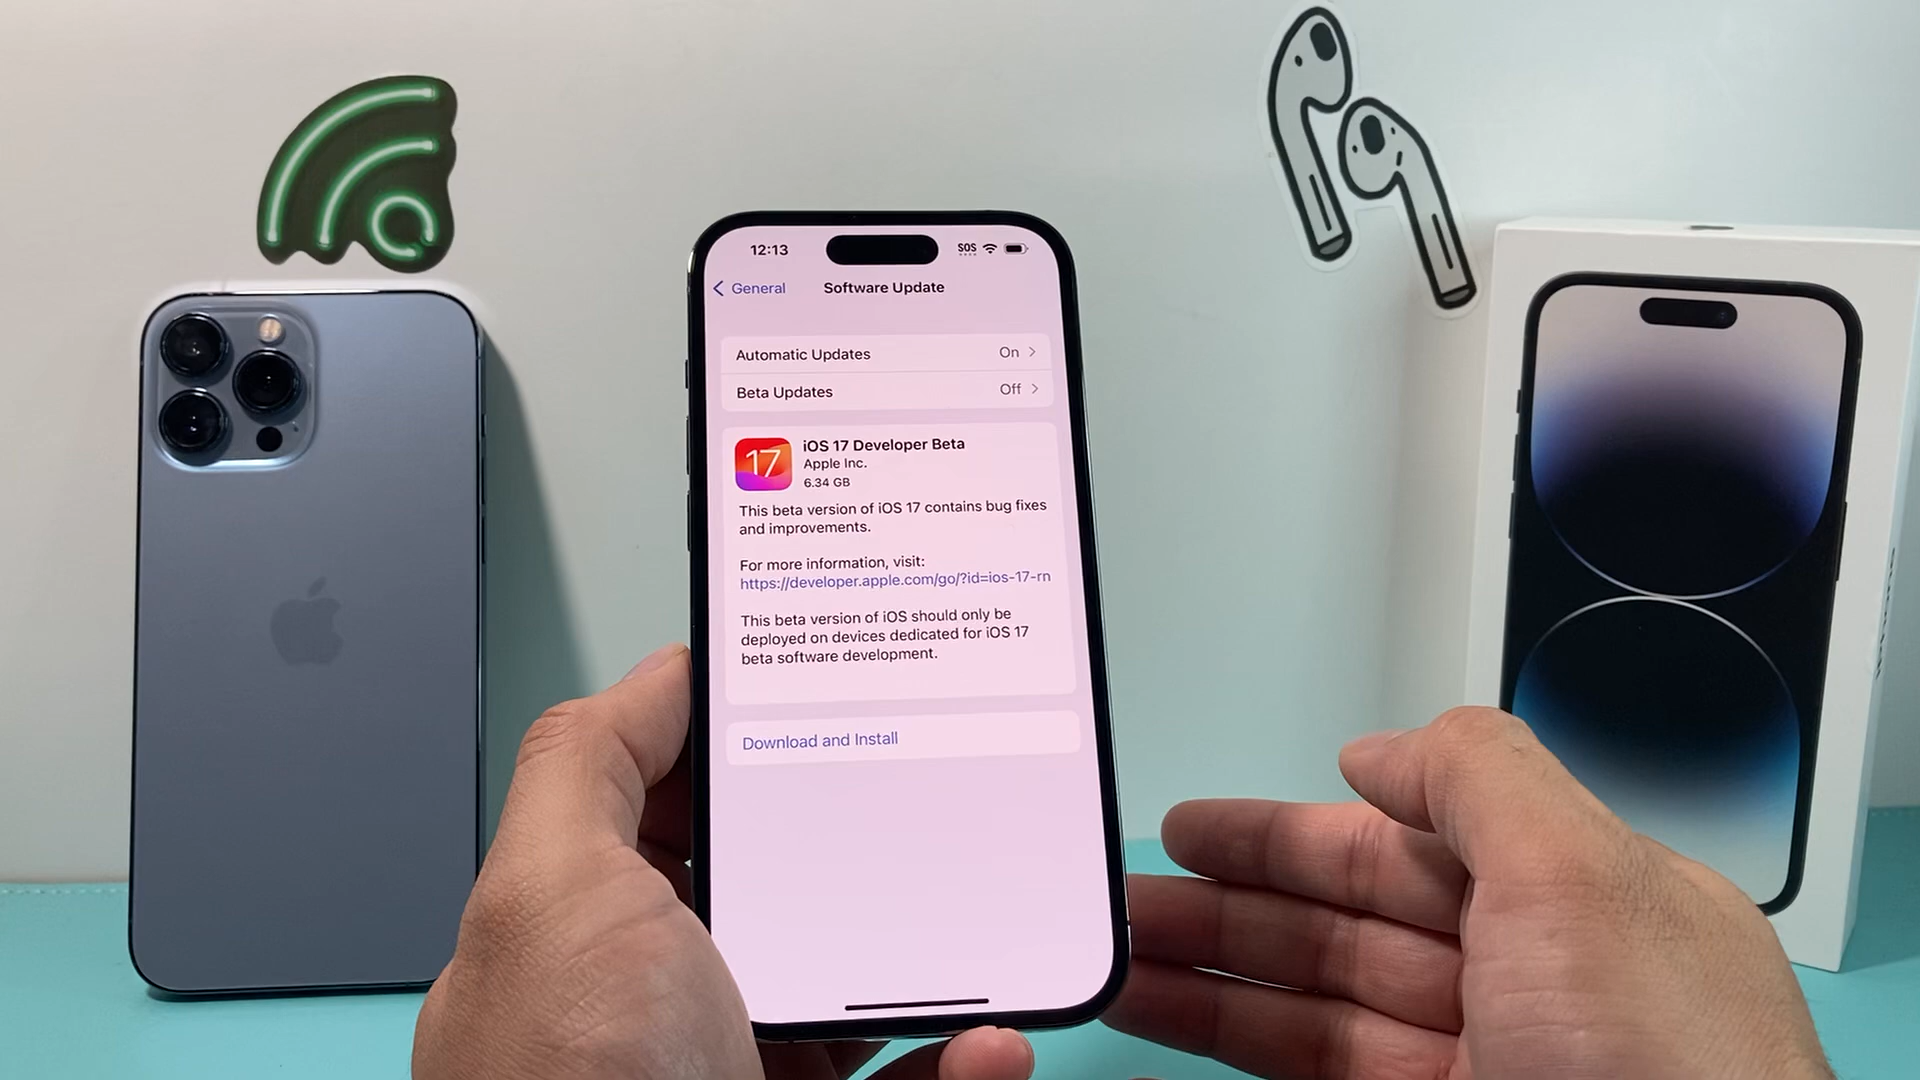 12:13
SOS
General
Software Update
Automatic Updates
On
Beta Updates
Off
17
iOS 17 Developer Beta
Apple Inc.
6.34 GB
This beta version of iOS 17 contains bug fixes
and improvements.
For more information, visit:
https://developer.apple.com/go/?id=ios-17-rn
This beta version of iOS should only be
deployed on devices dedicated for iOS 17
beta software development.
Download and Install